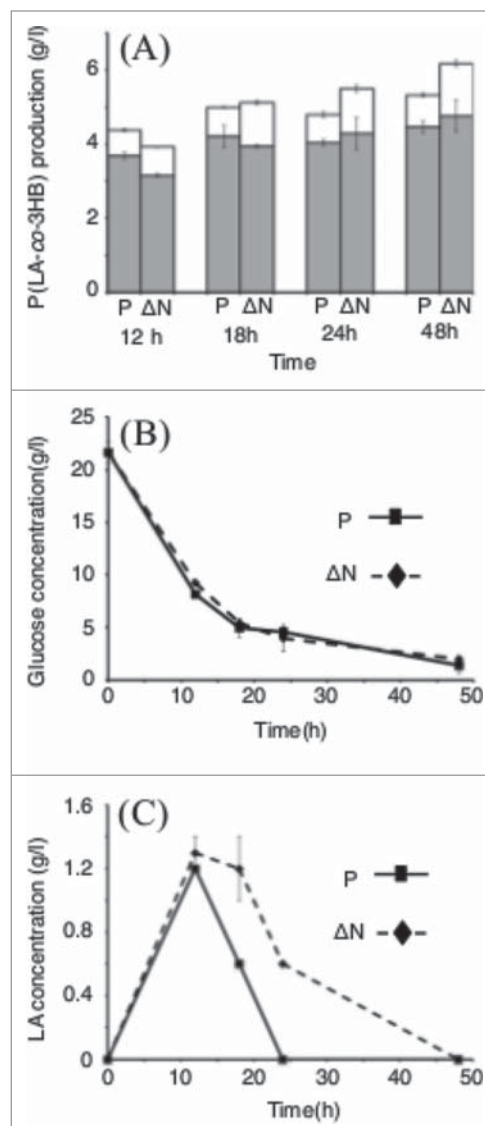 (A)
P(LA-co-3HB) production (g/l)
6
4
2
0
P ΔN P ΔN P ΔN P ΔN
12 h 18h 24h 48h
Time
(B)
Glucose concentration(g/l)
25
20
15
10
5
0
P
ΔN
0 10 20 30 40 50
Time(h)
(C)
LA concentration (g/l)
1.6
1.2
0.8
0.4
0
P
ΔN
0 10 20 30 40 50
Time(h)